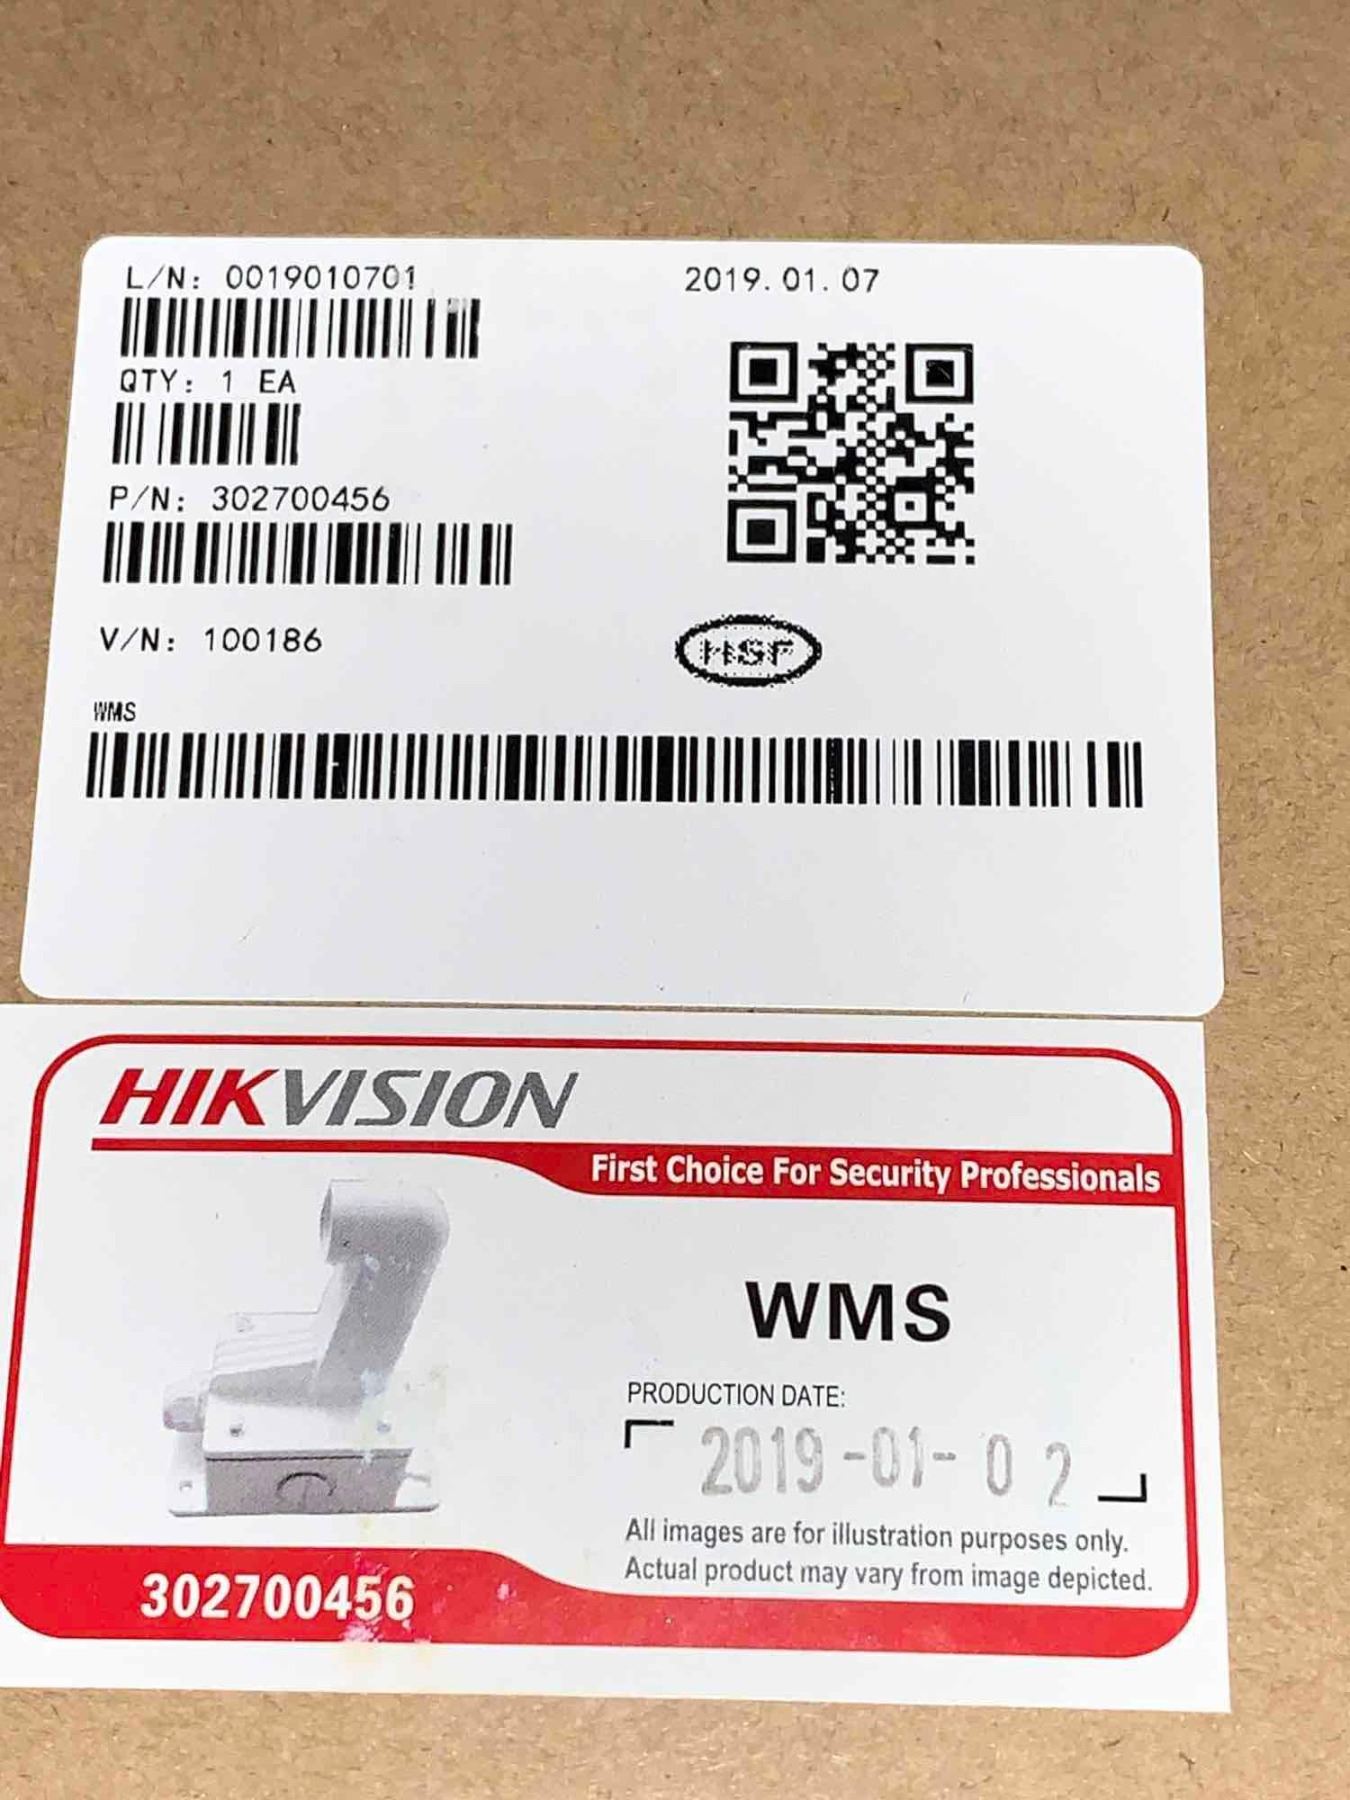 L/N: 0019010701
2019.01.07
QTY: 1 EA
P/N: 302700456
V/N: 100186
HSF
WMS
HIKVISION
First Choice For Security Professionals
WMS
PRODUCTION DATE:
2019-01-02
All images are for illustration purposes only.
Actual product may vary from image depicted.
302700456